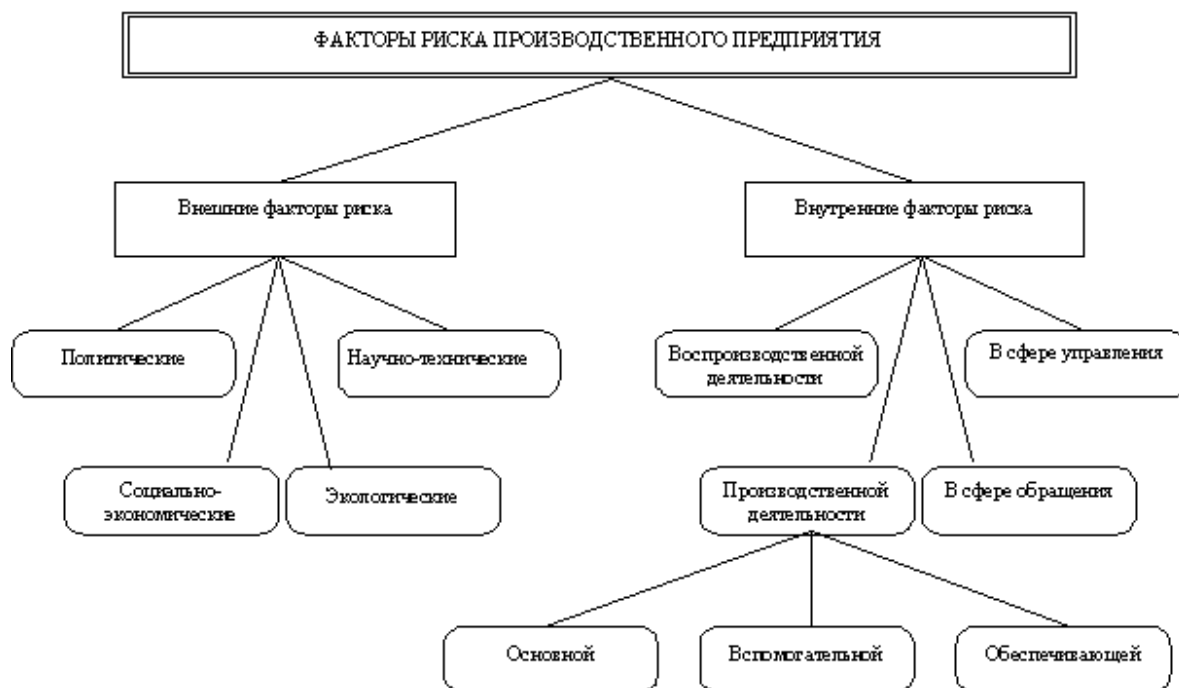 ФАКТОРЫ РИСКА ПРОИЗВОДСТВЕННОГО ПРЕДПРИЯТИЯ
Внешние факторы риска
Внутренние факторы риска
Политические
Научно-технические
Воспроизводственной
деятельности
В сфере управления
Социально-
экономические
Экологические
Производственной
деятельности
В сфере обращения
Основной
Вспомогательной
Обеспечивающей